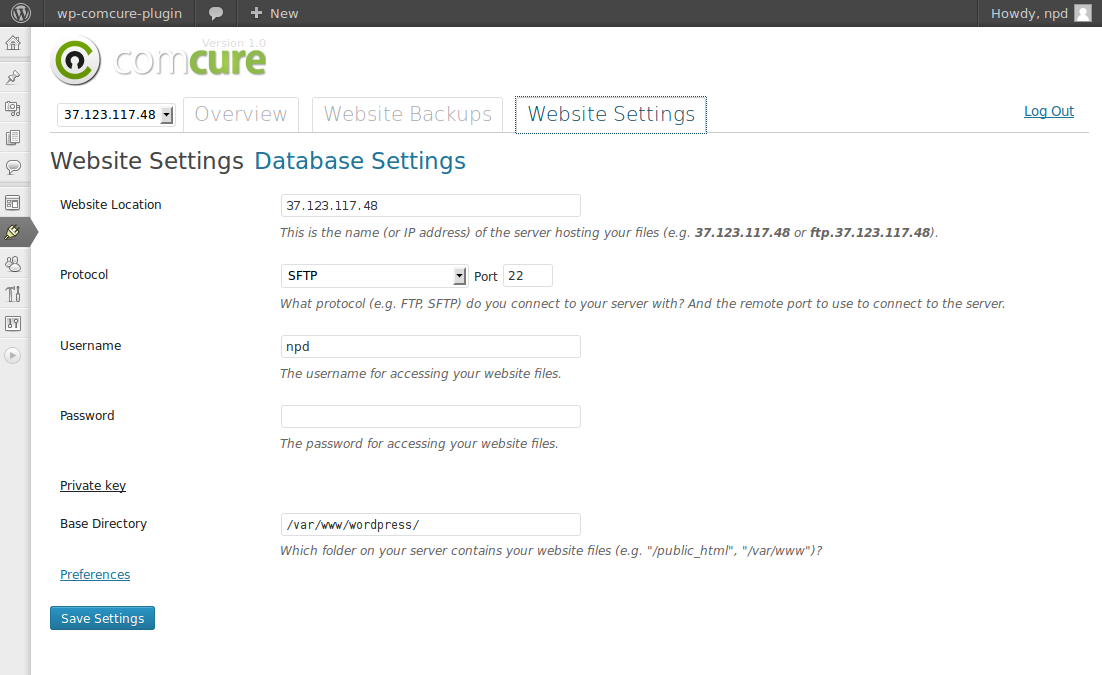 wp-comcure-plugin New Howdy, npd
Version 1.0
comcure
37.123.117.48 Overview Website Backups Website Settings Log Out
Website Settings Database Settings
Website Location 37.123.117.48
This is the name (or IP address) of the server hosting your files (e.g. 37.123.117.48 or ftp.37.123.117.48).
Protocol SFTP Port 22
What protocol (e.g. FTP, SFTP) do you connect to your server with? And the remote port to use to connect to the server.
Username npd
The username for accessing your website files.
Password
The password for accessing your website files.
Private key
Base Directory /var/www/wordpress/
Which folder on your server contains your website files (e.g. "/public_html", "/var/www")?
Preferences
Save Settings